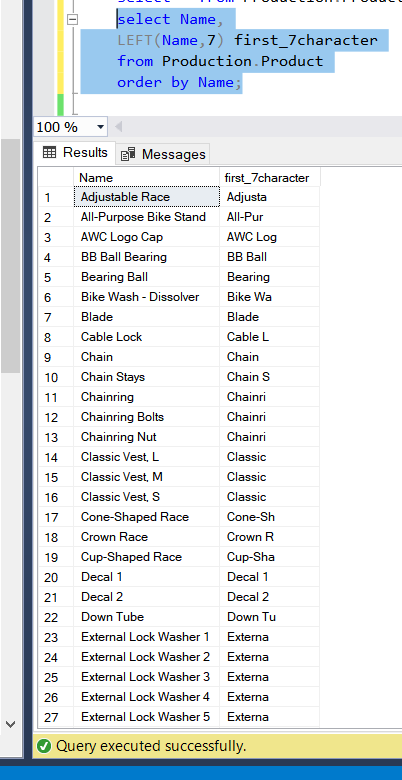 select Name,
LEFT(Name,7) first_7character
from Production.Product
order by Name;
100 %
Results Messages
Name first_7character
1 Adjustable Race Adjusta
2 All-Purpose Bike Stand All-Pur
3 AWC Logo Cap AWC Log
4 BB Ball Bearing BB Ball
5 Bearing Ball Bearing
6 Bike Wash - Dissolver Bike Wa
7 Blade Blade
8 Cable Lock Cable L
9 Chain Chain
10 Chain Stays Chain S
11 Chainring Chainri
12 Chainring Bolts Chainri
13 Chainring Nut Chainri
14 Classic Vest, L Classic
15 Classic Vest, M Classic
16 Classic Vest, S Classic
17 Cone-Shaped Race Cone-Sh
18 Crown Race Crown R
19 Cup-Shaped Race Cup-Sha
20 Decal 1 Decal 1
21 Decal 2 Decal 2
22 Down Tube Down Tu
23 External Lock Washer 1 Externa
24 External Lock Washer 2 Externa
25 External Lock Washer 3 Externa
26 External Lock Washer 4 Externa
27 External Lock Washer 5 Externa
Query executed successfully.